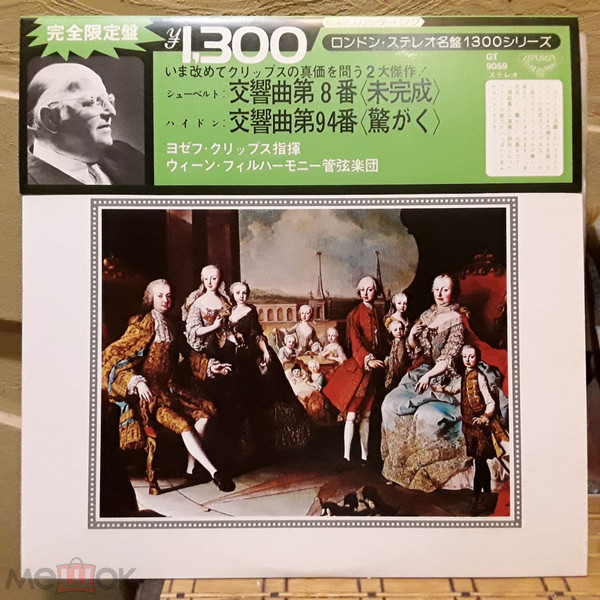 完全限定盤
¥1,300
ロンドン・ステレオ名盤1300シリーズ
GT
9059
ステレオ
LONDON
いま改めてクリップスの真価を問う2大傑作!
シューベルト: 交響曲第8番〈未完成〉
ハイドン: 交響曲第94番〈驚がく〉
ヨゼフ・クリップス指揮
ウィーン・フィルハーモニー管弦楽団
мешок